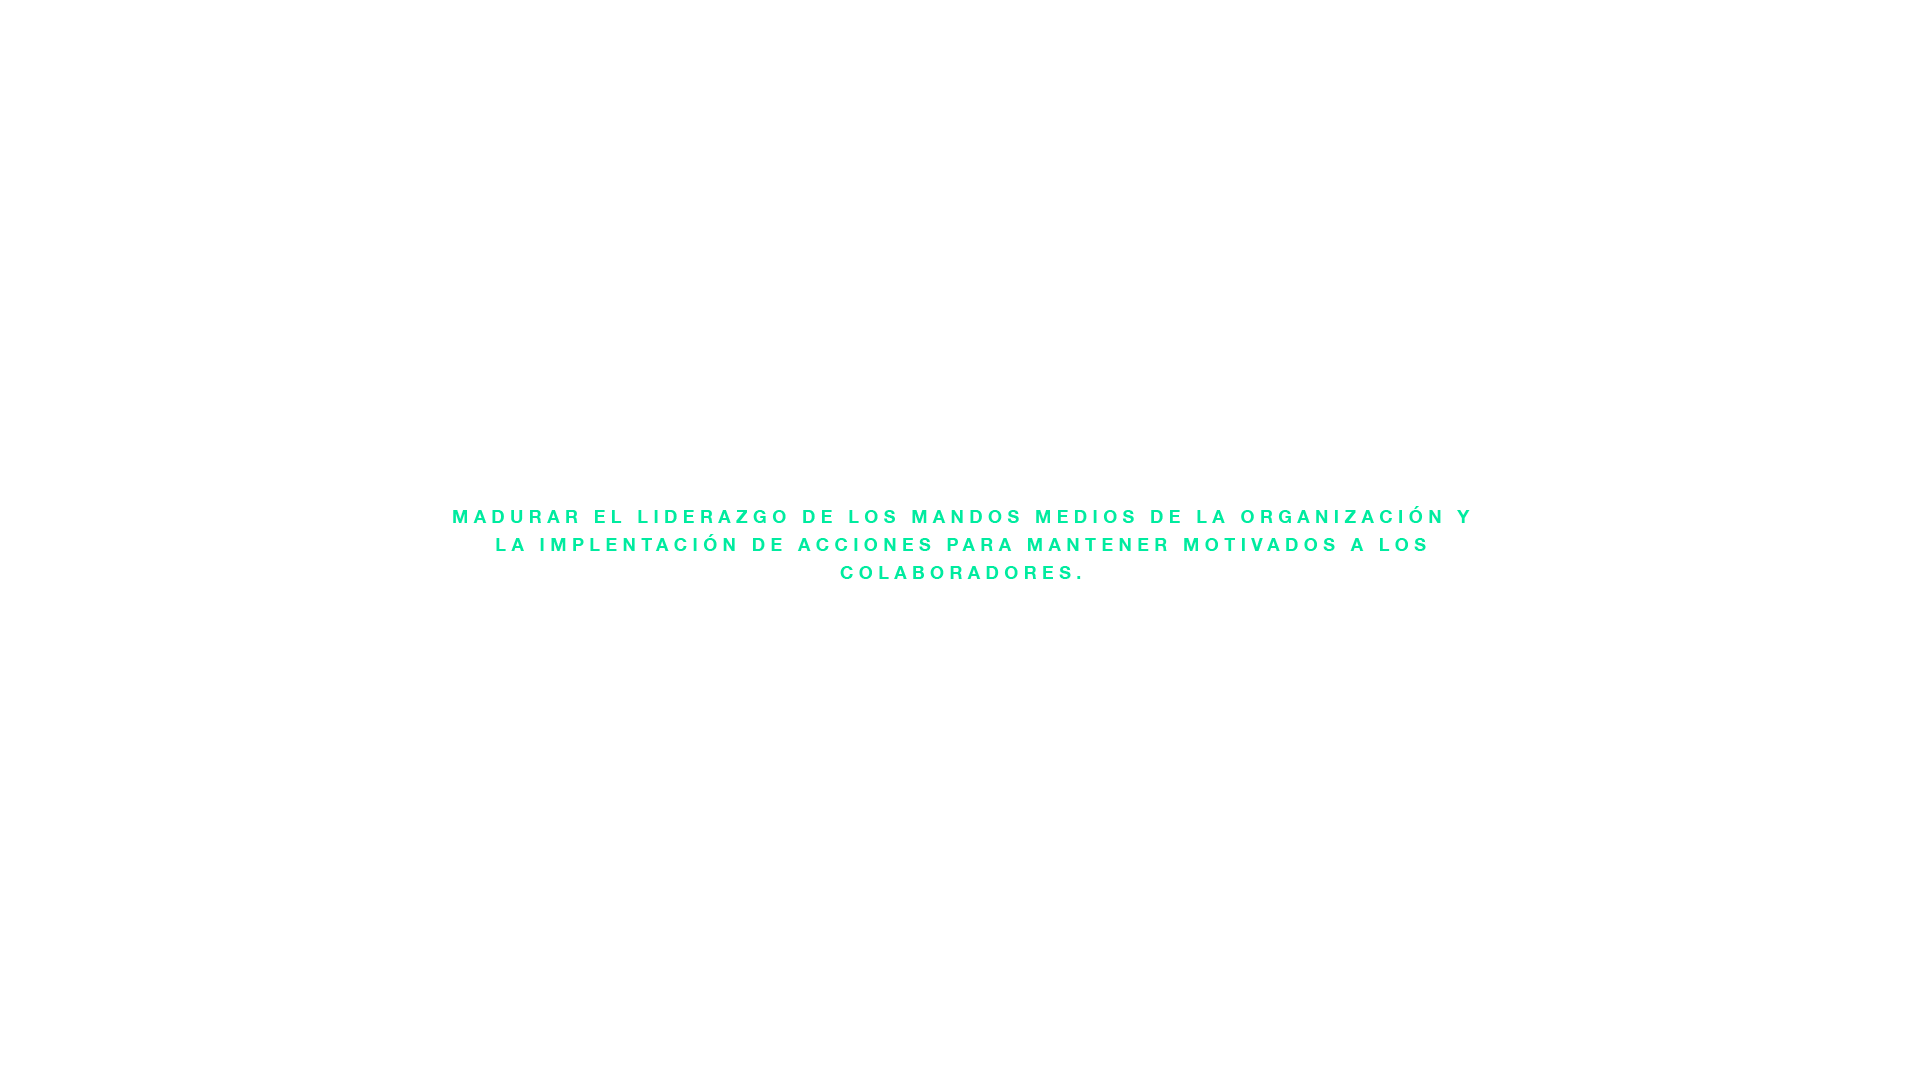 MADURAR EL LIDERAZGO DE LOS MANDOS MEDIOS DE LA ORGANIZACIÓN Y
LA IMPLENTACIÓN DE ACCIONES PARA MANTENER MOTIVADOS A LOS
COLABORADORES.